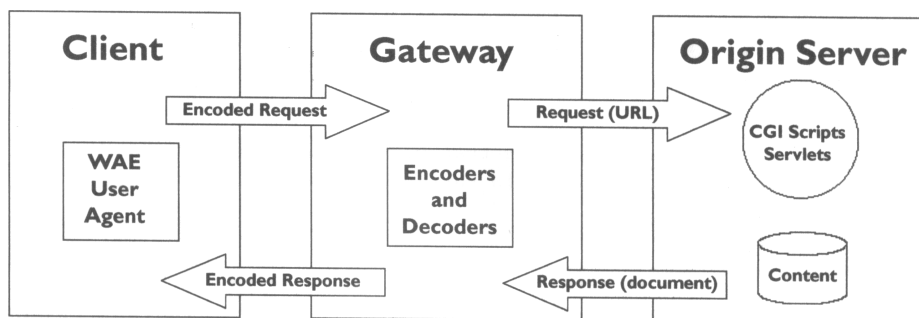 Client
Gateway
Origin Server
Encoded Request
Request (URL)
CGI Scripts
Servlets
WAE
User
Agent
Encoders
and
Decoders
Encoded Response
Response (document)
Content